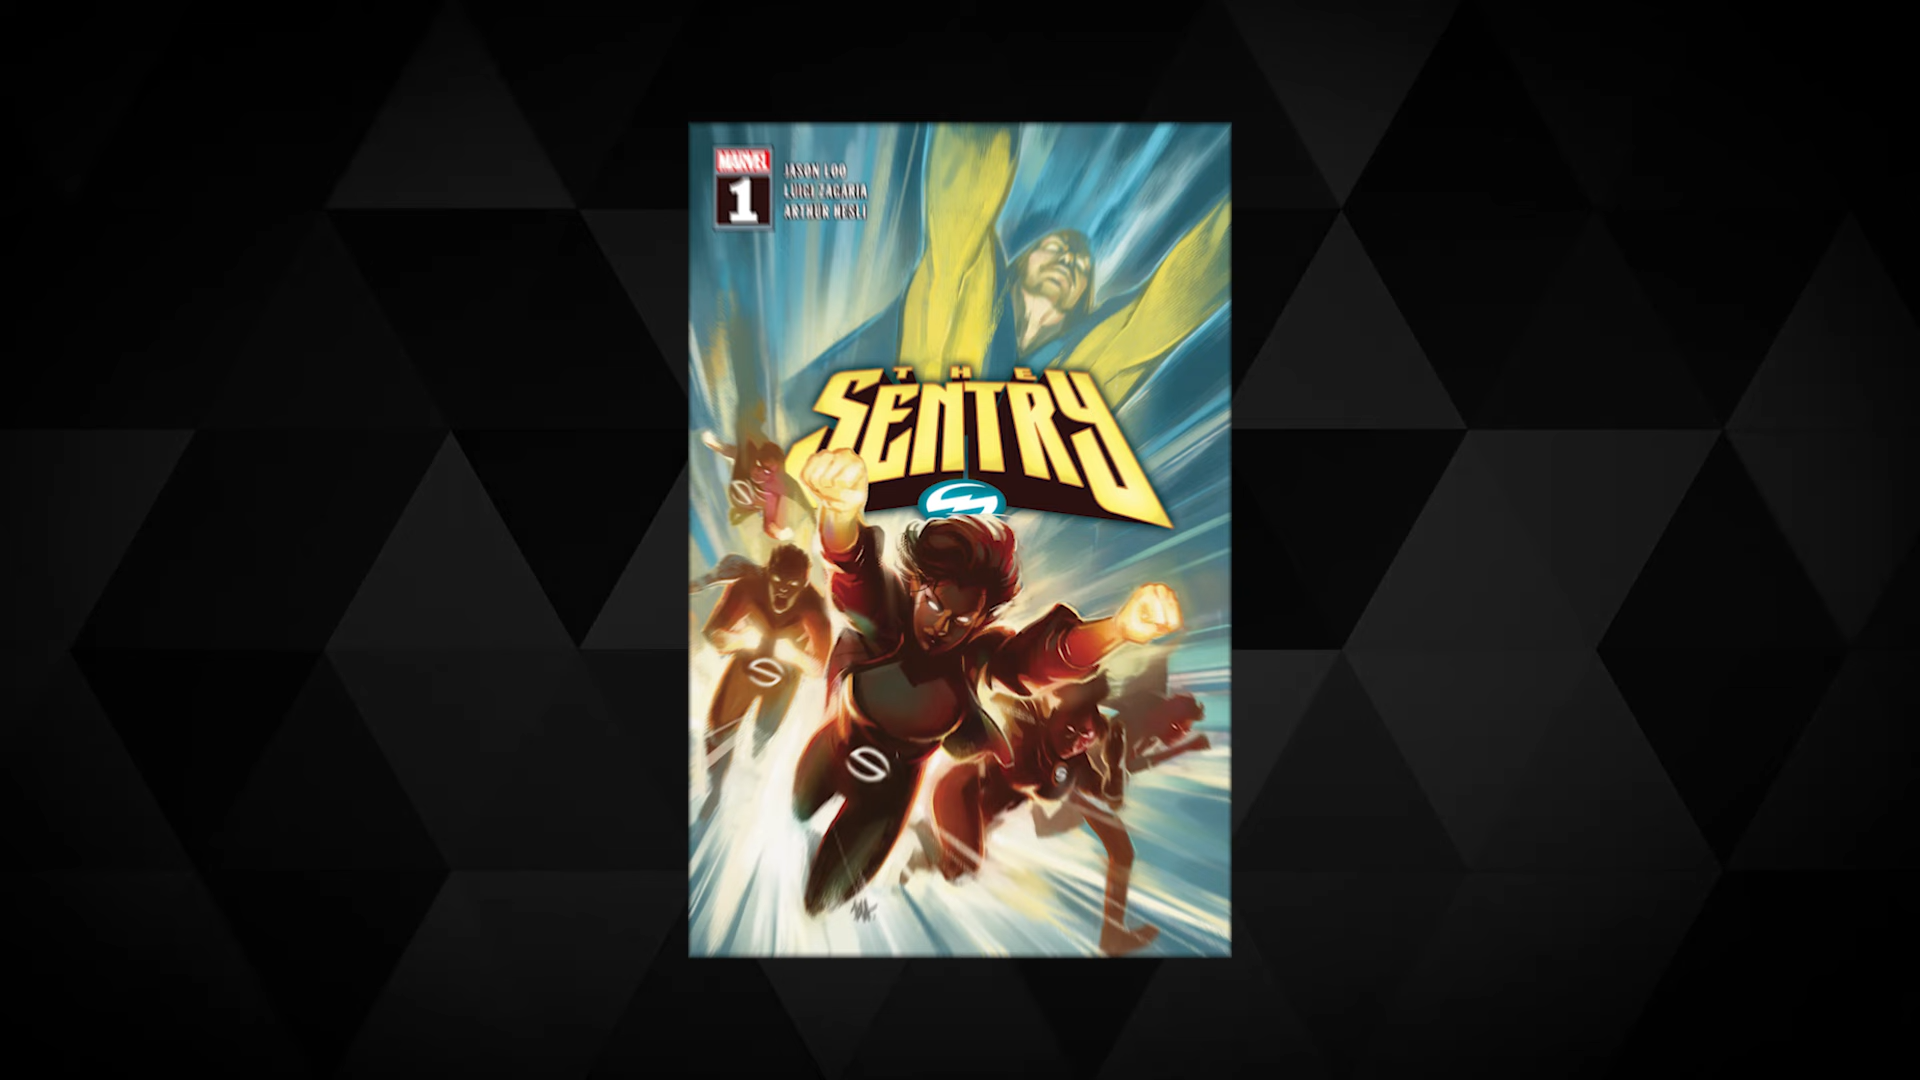 MARVEL
1
JASON LOO
LUIGI ZAGARIA
ARTHUR HESLI
THE
SENTRY